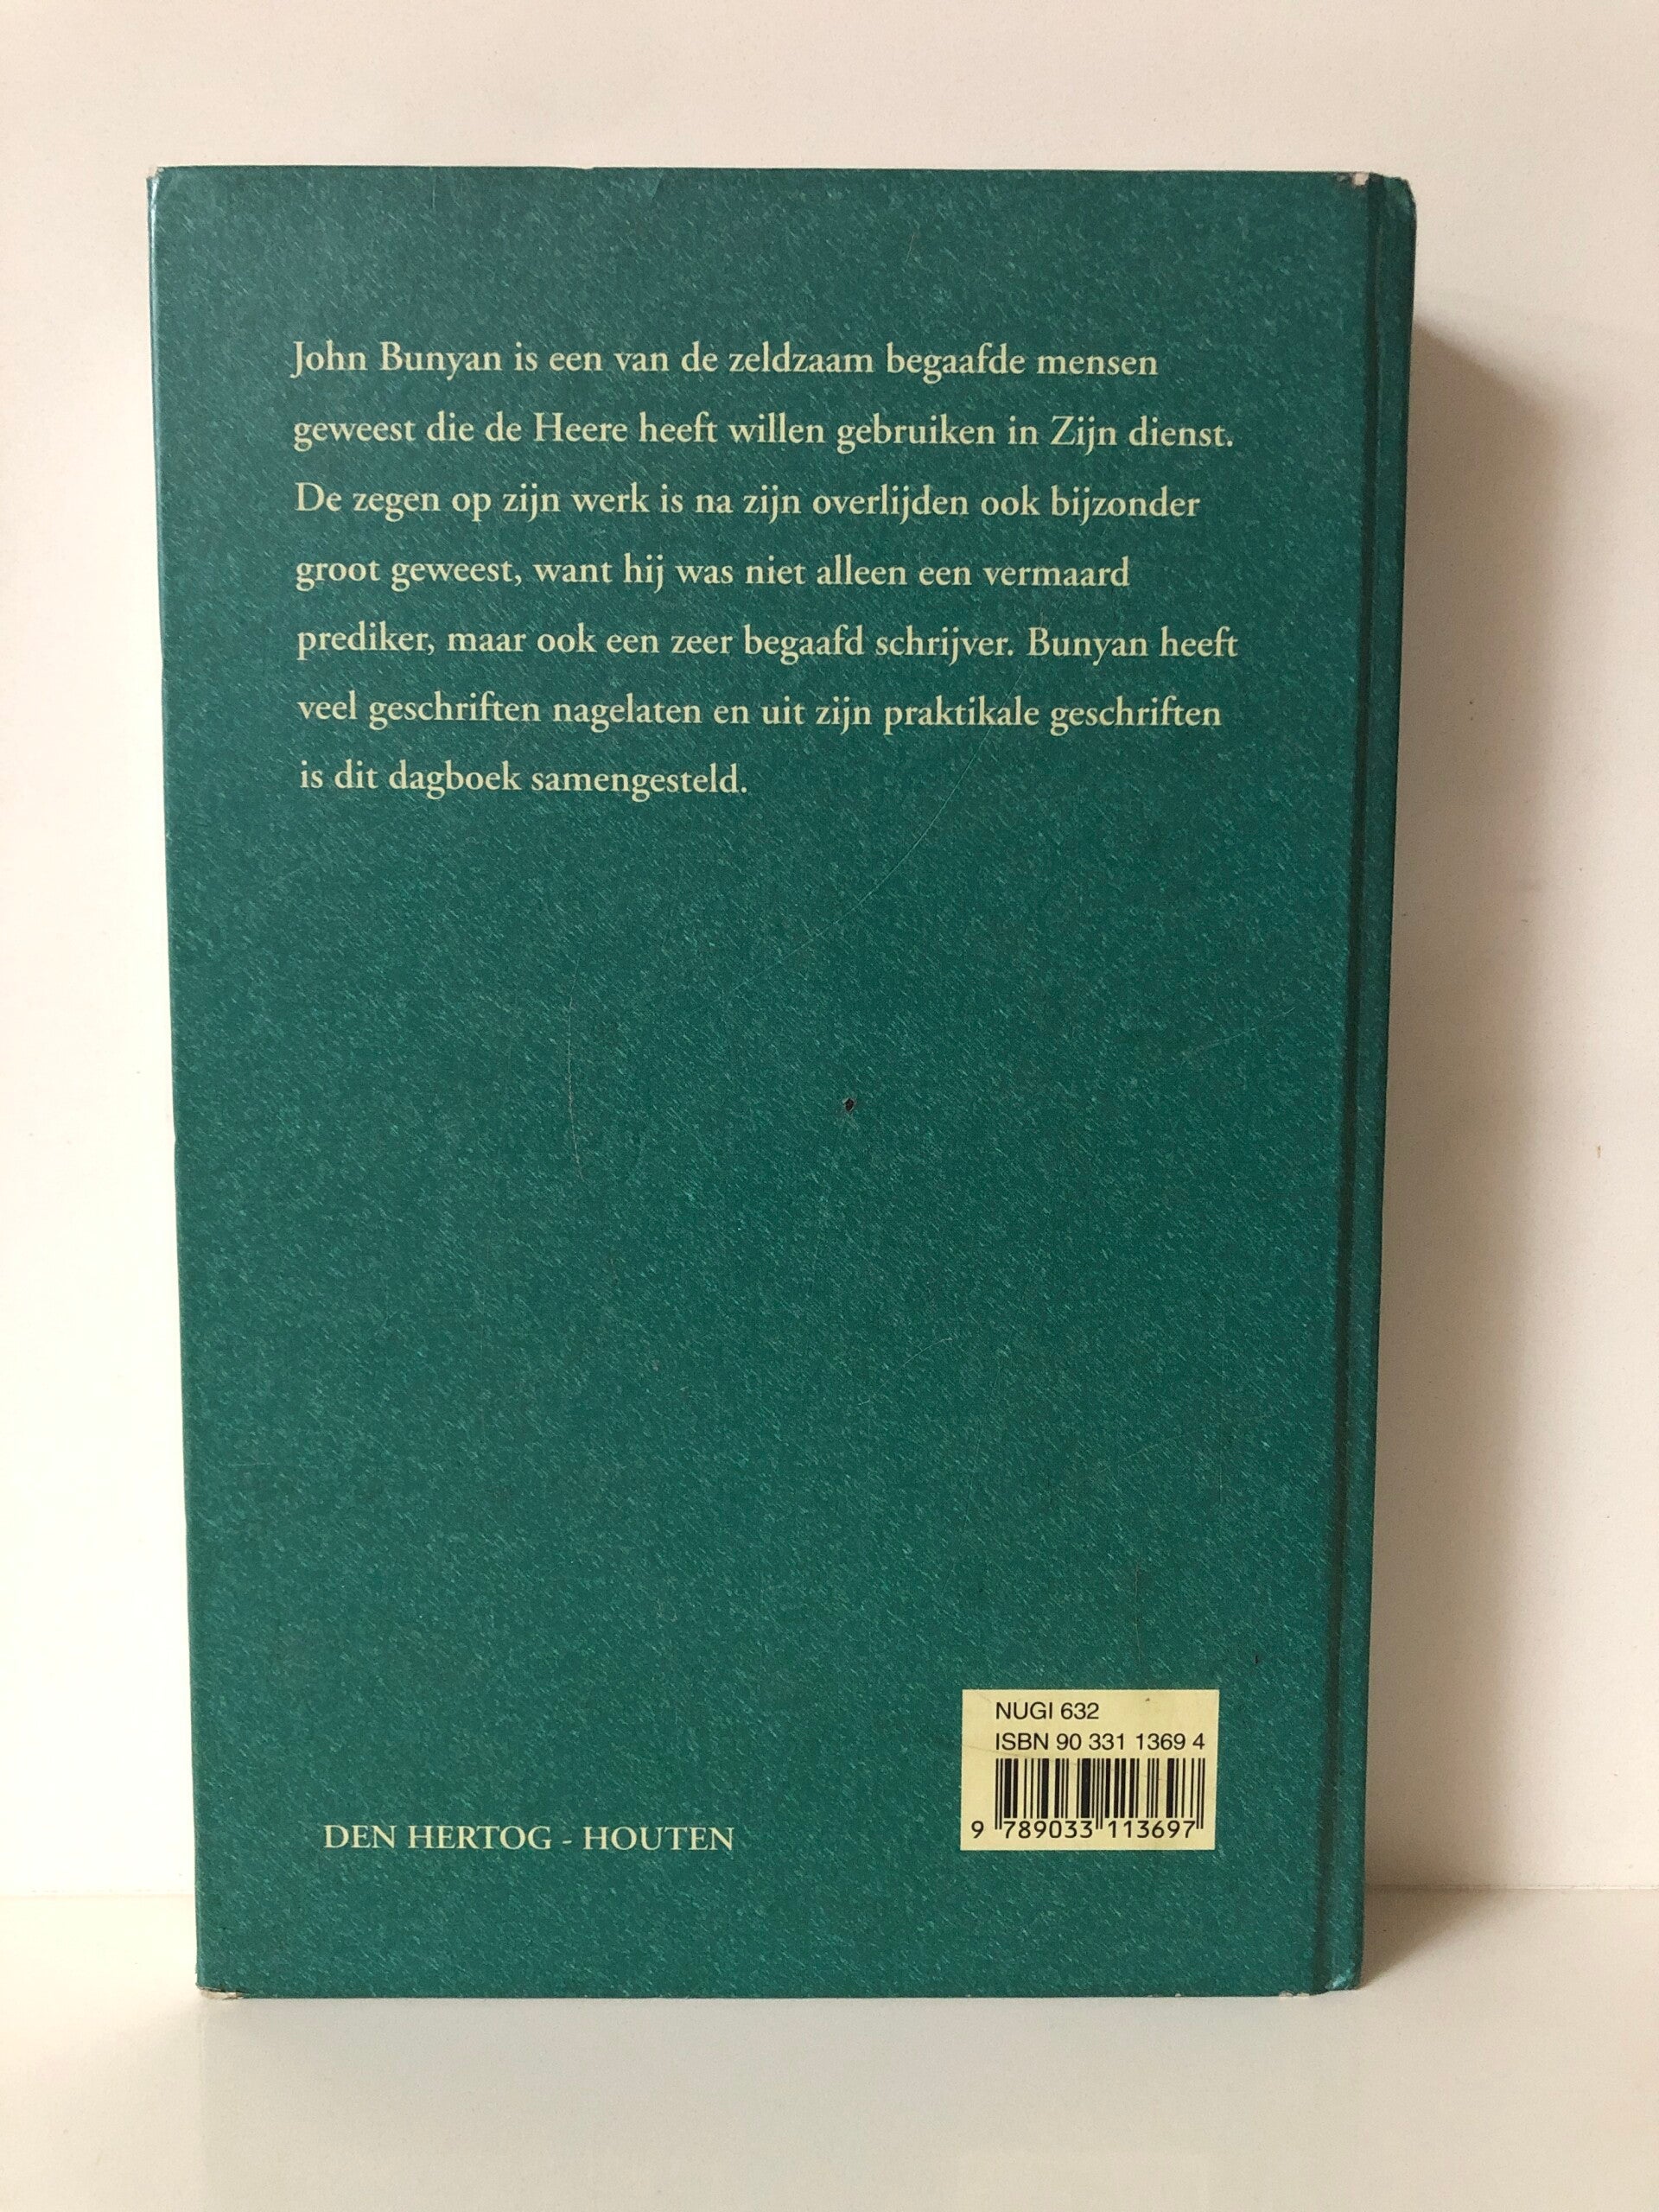 John Bunyan is een van de zeldzaam begaafde mensen
geweest die de Heere heeft willen gebruiken in Zijn dienst.
De zegen op zijn werk is na zijn overlijden ook bijzonder
groot geweest, want hij was niet alleen een vermaard
prediker, maar ook een zeer begaafd schrijver. Bunyan heeft
veel geschriften nagelaten en uit zijn praktikale geschriften
is dit dagboek samengesteld.
NUGI 632
ISBN 90 331 1369 4
9 789033 113697
DEN HERTOG - HOUTEN